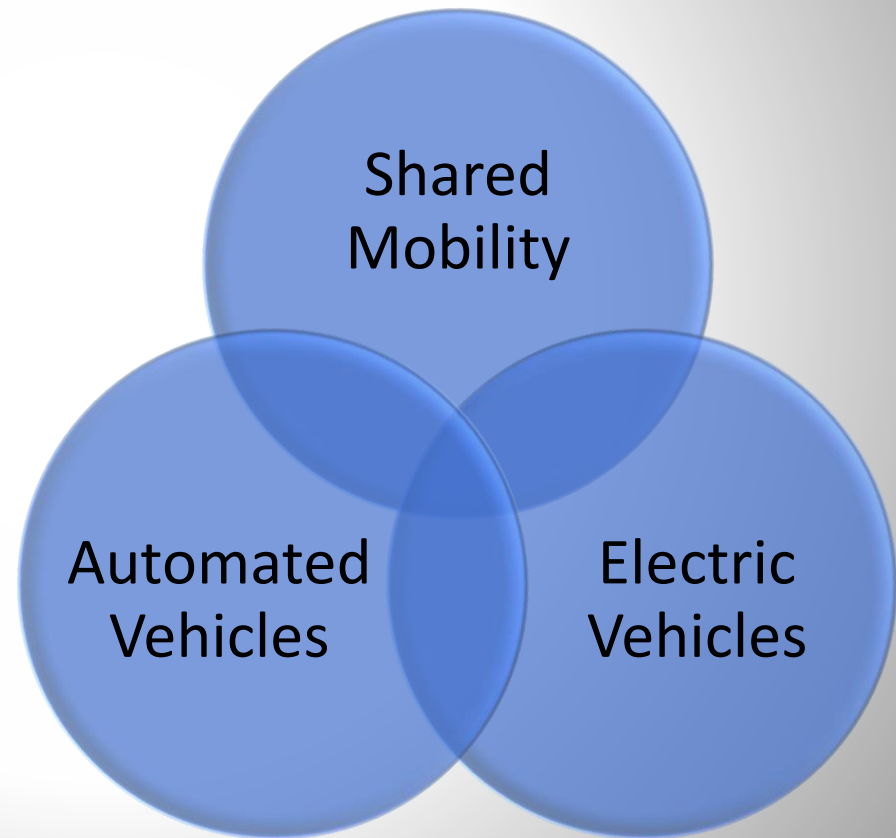 Shared
Mobility
Automated
Vehicles
Electric
Vehicles